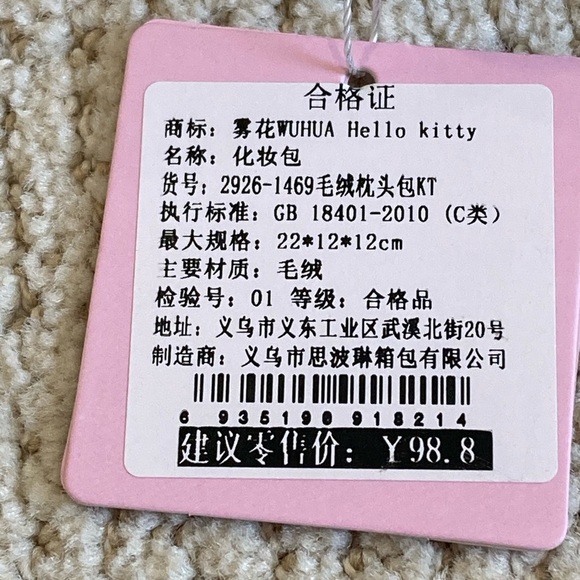 合格证
商标：雾花WUHUA Hello kitty
名称：化妆包
货号：2926-1469毛绒枕头包KT
执行标准：GB 18401-2010（C类）
最大规格：22*12*12cm
主要材质：毛绒
检验号：01 等级：合格品
地址：义乌市义东工业区武溪北街20号
制造商：义乌市思波琳箱包有限公司
6 935190 918214
建议零售价：￥98.8